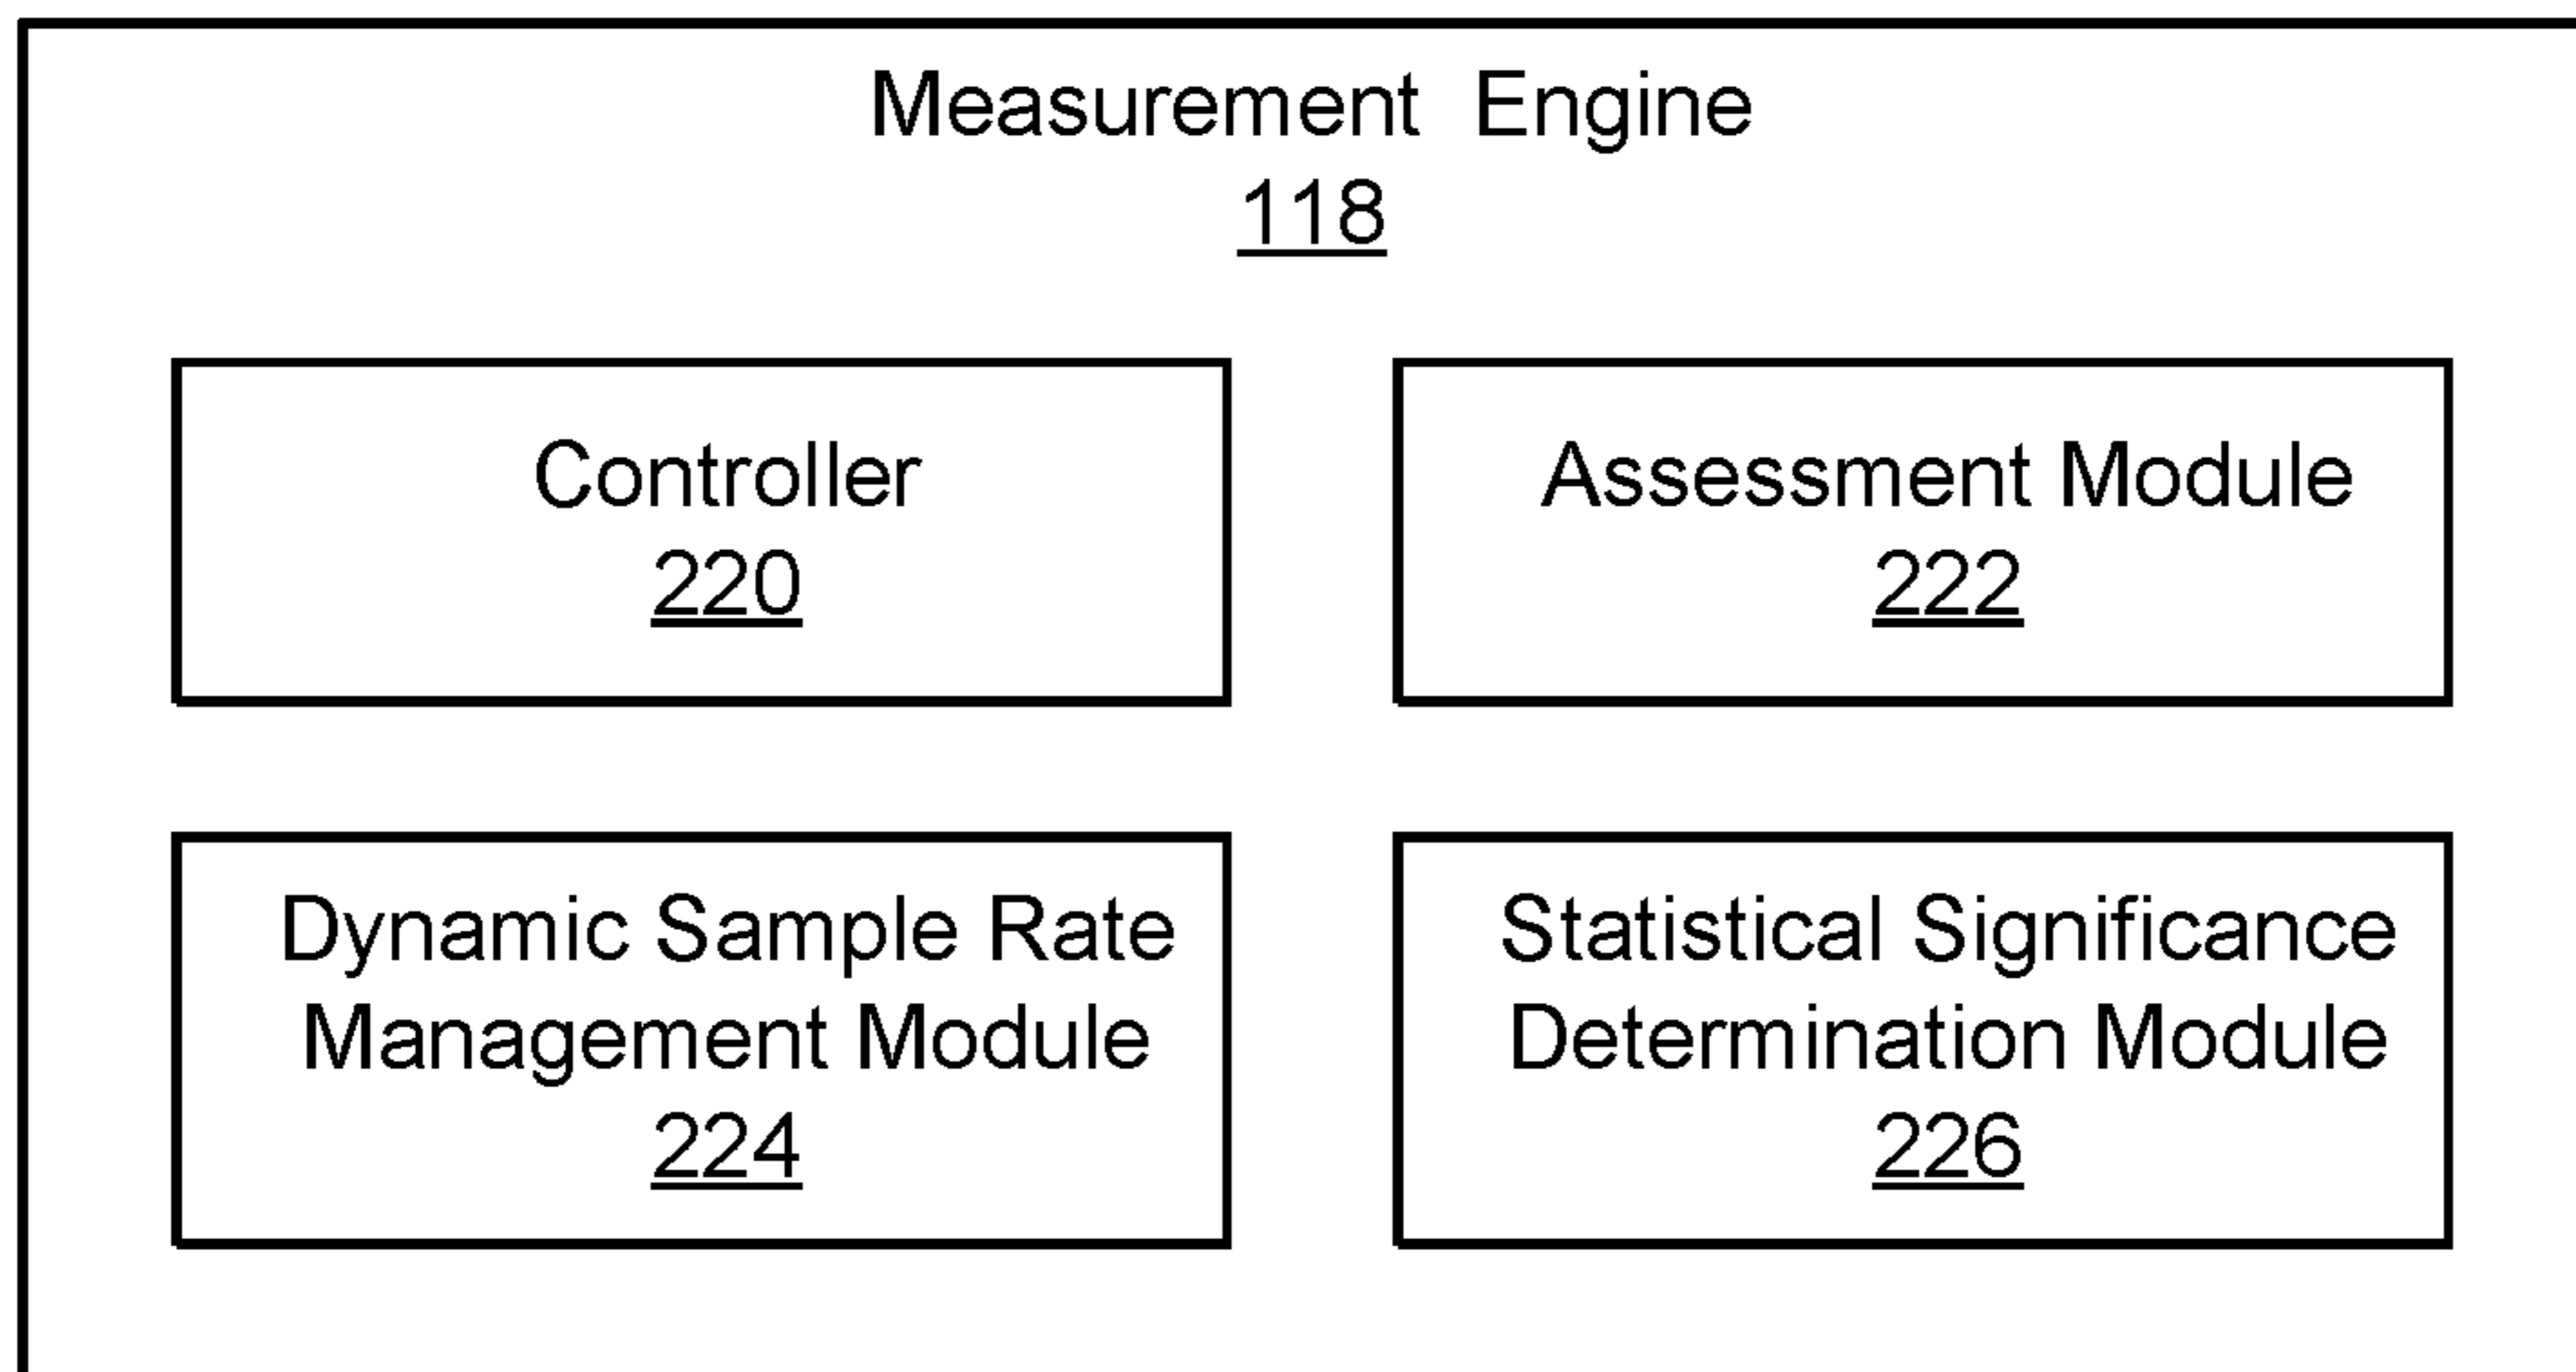 Measurement Engine
118
Controller
220
Assessment Module
222
Dynamic Sample Rate
Management Module
224
Statistical Significance
Determination Module
226